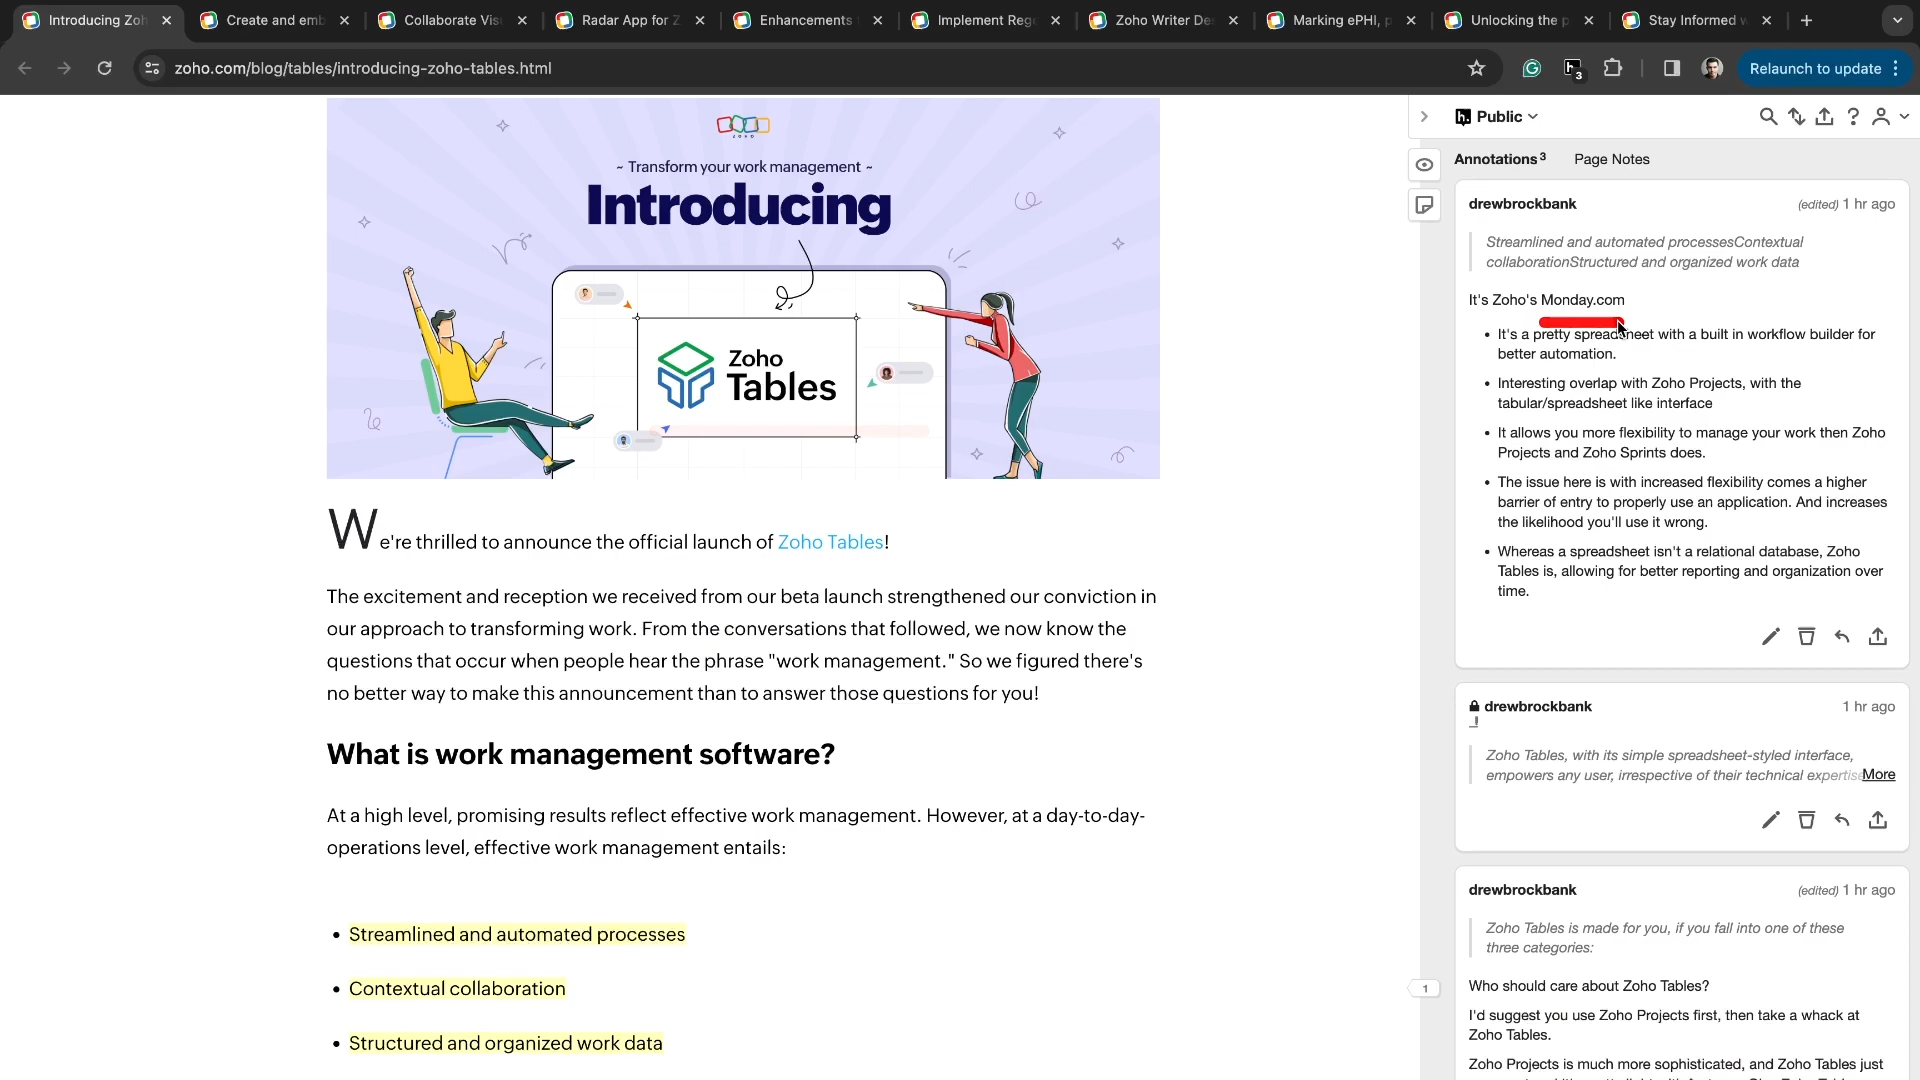 Introducing Zoh
Create and emb
Collaborate Vis
Radar App for Z
Enhancements
Implement Reg
Zoho Writer De
Marking ePHI, p
Unlocking the p
Stay Informed w
zoho.com/blog/tables/introducing-zoho-tables.html
3
Relaunch to update
ZOHO
~ Transform your work management ~
Introducing
Zoho
Tables
We're thrilled to announce the official launch of Zoho Tables!
The excitement and reception we received from our beta launch strengthened our conviction in
our approach to transforming work. From the conversations that followed, we now know the
questions that occur when people hear the phrase "work management." So we figured there's
no better way to make this announcement than to answer those questions for you!
What is work management software?
At a high level, promising results reflect effective work management. However, at a day-to-day-
operations level, effective work management entails:
• Streamlined and automated processes
• Contextual collaboration
• Structured and organized work data
1
Public
Annotations 3
Page Notes
drewbrockbank
(edited) 1 hr ago
Streamlined and automated processesContextual
collaborationStructured and organized work data
It's Zoho's Monday.com
• It's a pretty spreadsheet with a built in workflow builder for
better automation.
• Interesting overlap with Zoho Projects, with the
tabular/spreadsheet like interface
• It allows you more flexibility to manage your work then Zoho
Projects and Zoho Sprints does.
• The issue here is with increased flexibility comes a higher
barrier of entry to properly use an application. And increases
the likelihood you'll use it wrong.
• Whereas a spreadsheet isn't a relational database, Zoho
Tables is, allowing for better reporting and organization over
time.
drewbrockbank
1 hr ago
Zoho Tables, with its simple spreadsheet-styled interface,
empowers any user, irrespective of their technical expertise More
drewbrockbank
(edited) 1 hr ago
Zoho Tables is made for you, if you fall into one of these
three categories:
Who should care about Zoho Tables?
I'd suggest you use Zoho Projects first, then take a whack at
Zoho Tables.
Zoho Projects is much more sophisticated, and Zoho Tables just